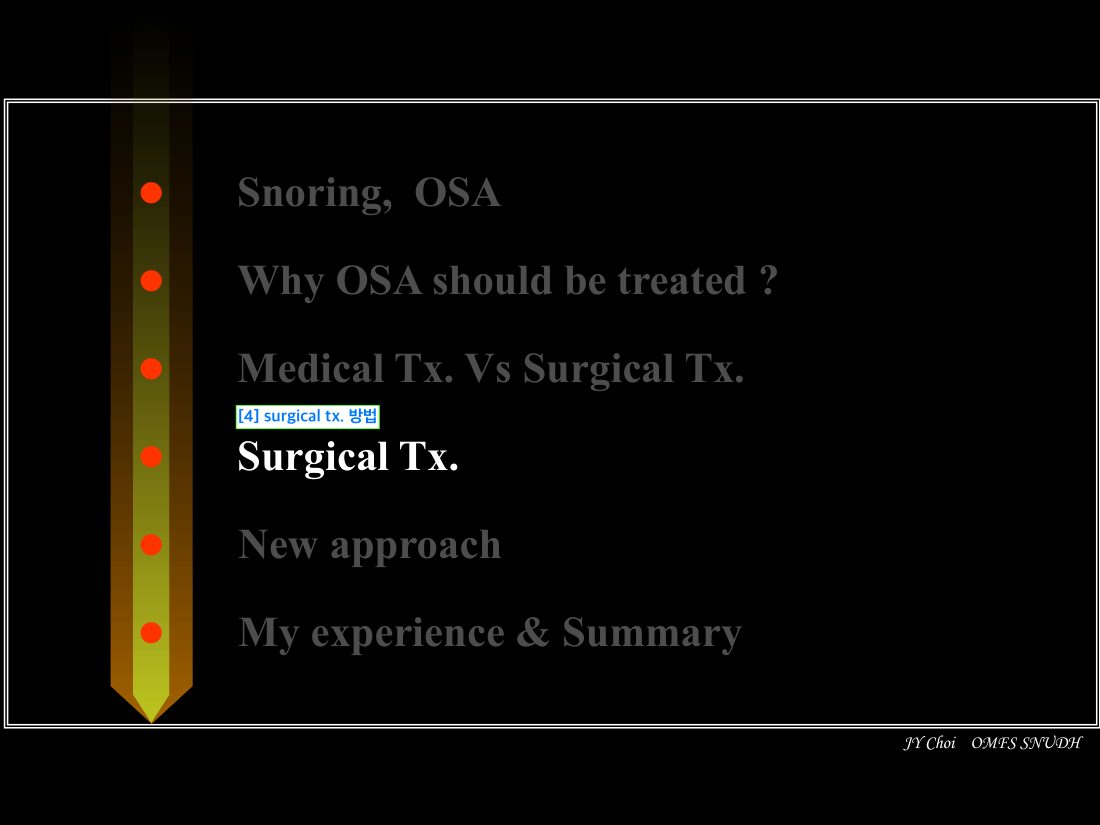 Snoring,  OSA
Why OSA should be treated ?
Medical Tx. Vs Surgical Tx.
[4] surgical tx. 방법
Surgical Tx.
New approach
My experience & Summary
JY Choi    OMFS SNUDH